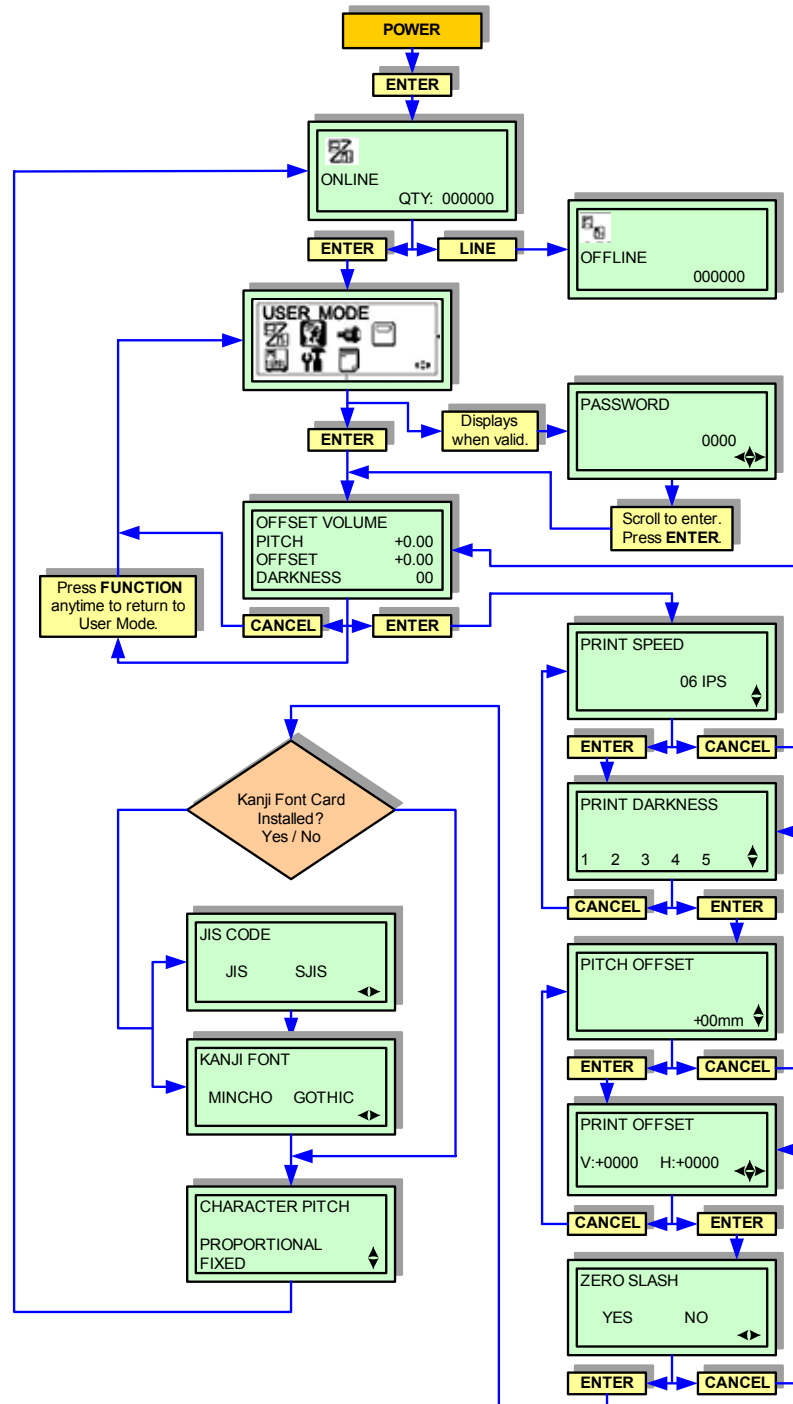 POWER
ENTER
ONLINE
QTY: 000000
ENTER
LINE
OFFLINE
000000
USER MODE
ENTER
Displays
when valid.
PASSWORD
0000
Scroll to enter.
Press ENTER.
OFFSET VOLUME
PITCH +0.00
OFFSET +0.00
DARKNESS 00
Press FUNCTION
anytime to return to
User Mode.
CANCEL
ENTER
PRINT SPEED
06 IPS
ENTER
CANCEL
PRINT DARKNESS
1 2 3 4 5
CANCEL
ENTER
PITCH OFFSET
+00mm
ENTER
CANCEL
PRINT OFFSET
V:+0000 H:+0000
CANCEL
ENTER
ZERO SLASH
YES NO
ENTER
CANCEL
Kanji Font Card
Installed?
Yes / No
JIS CODE
JIS SJIS
KANJI FONT
MINCHO GOTHIC
CHARACTER PITCH
PROPORTIONAL
FIXED